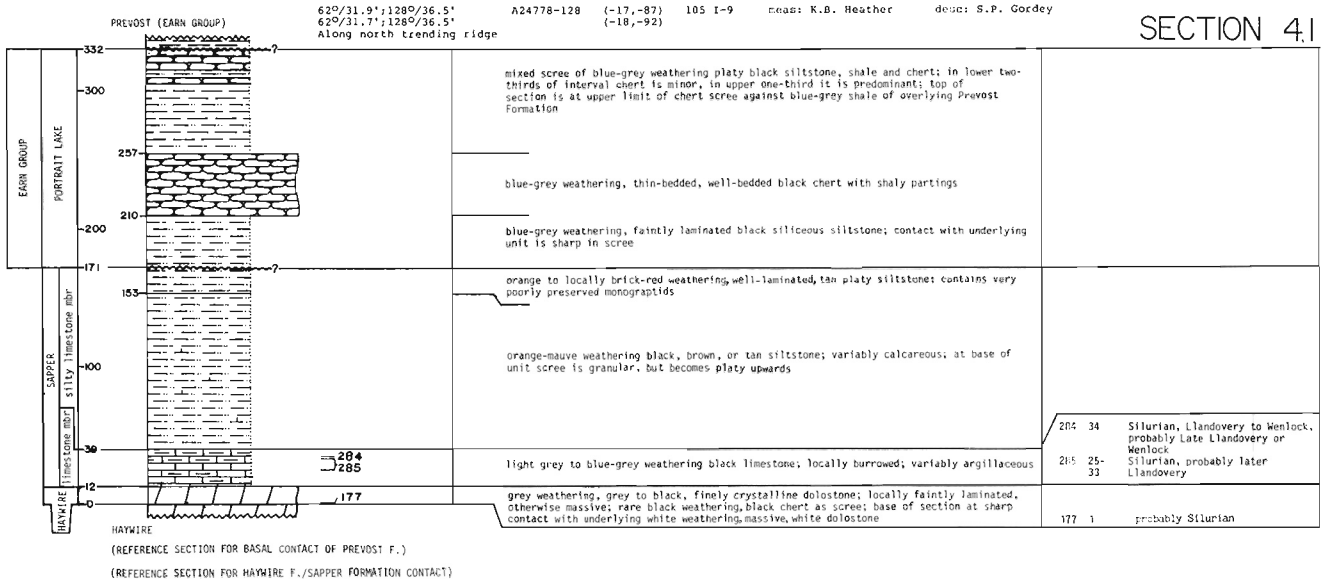 PREVOST (EARN GROUP)
62°/31.9'; 128°/36.5'
62°/31.7'; 128°/36.5'
Along north trending ridge
A24778-128 (-17,-87) 105 I-9 meas: K.B. Heather desc: S.P. Gordey
(-18,-92)
SECTION 41
332
?
300
257
210
200
171
?
153
100
39
12
0
EARN GROUP
PORTRAIT LAKE
SAPPER
silty limestone mbr
limestone mbr
HAYWIRE
284
285
177
mixed scree of blue-grey weathering platy black siltstone, shale and chert; in lower two-
thirds of interval chert is minor, in upper one-third it is predominant; top of
section is at upper limit of chert scree against blue-grey shale of overlying Prevost
Formation
blue-grey weathering, thin-bedded, well-bedded black chert with shaly partings
blue-grey weathering, faintly laminated black siliceous siltstone; contact with underlying
unit is sharp in scree
orange to locally brick-red weathering, well-laminated, tan platy siltstone; contains very
poorly preserved monograptids
orange-mauve weathering black, brown, or tan siltstone; variably calcareous; at base of
unit scree is granular, but becomes platy upwards
light grey to blue-grey weathering black limestone; locally burrowed; variably argillaceous
grey weathering, grey to black, finely crystalline dolostone; locally faintly laminated,
otherwise massive; rare black weathering, black chert as scree; base of section at sharp
contact with underlying white weathering, massive, white dolostone
284 34 Silurian, Llandovery to Wenlock,
probably Late Llandovery or
Wenlock
285 25- Silurian, probably later
33 Llandovery
177 1 probably Silurian
HAYWIRE
(REFERENCE SECTION FOR BASAL CONTACT OF PREVOST F.)
(REFERENCE SECTION FOR HAYWIRE F./SAPPER FORMATION CONTACT)